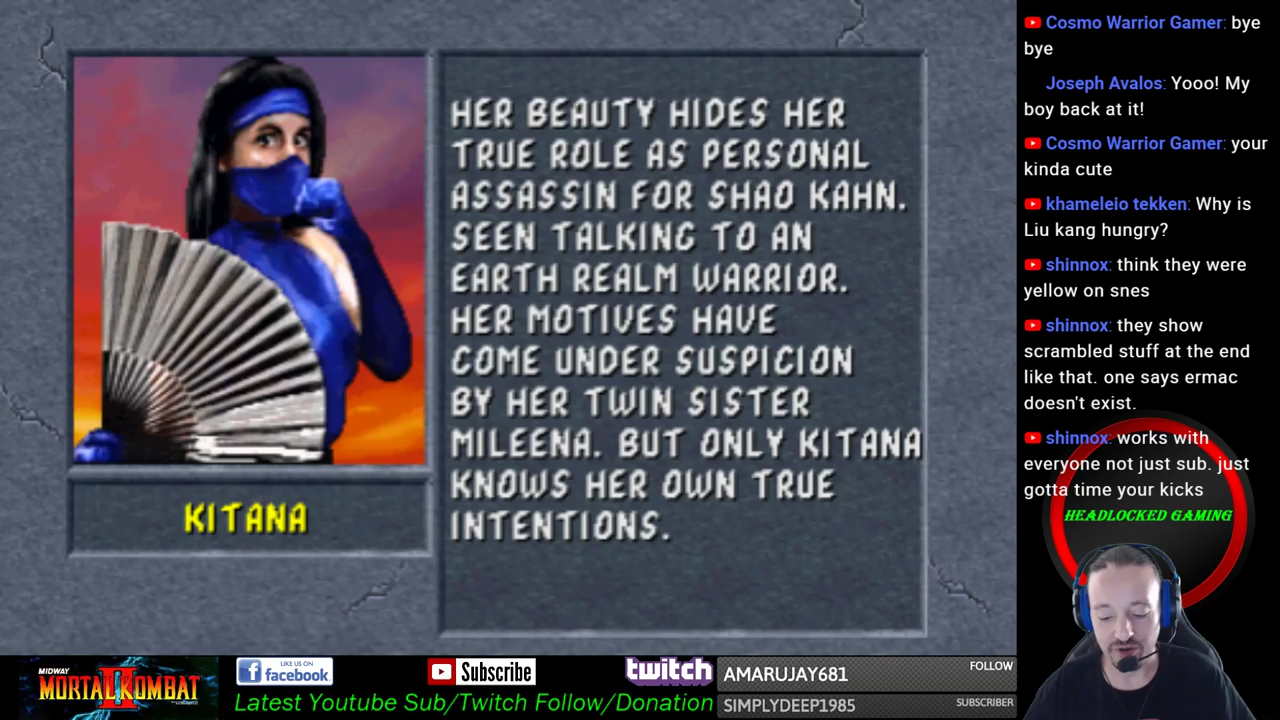 HER BEAUTY HIDES HER
TRUE ROLE AS PERSONAL
ASSASSIN FOR SHAO KAHN.
SEEN TALKING TO AN
EARTH REALM WARRIOR.
HER MOTIVES HAVE
COME UNDER SUSPICION
BY HER TWIN SISTER
MILEENA. BUT ONLY KITANA
KNOWS HER OWN TRUE
INTENTIONS.
KITANA
Cosmo Warrior Gamer: bye
bye
Joseph Avalos: Yooo! My
boy back at it!
Cosmo Warrior Gamer: your
kinda cute
khameleio tekken: Why is
Liu kang hungry?
shinnox: think they were
yellow on snes
shinnox: they show
scrambled stuff at the end
like that. one says ermac
doesn't exist.
shinnox: works with
everyone not just sub. just
gotta time your kicks
HEADLOCKED GAMING
MIDWAY
MORTAL KOMBAT II
LIKE US ON
facebook
Subscribe
twitch
AMARUJAY681
FOLLOW
Latest Youtube Sub/Twitch Follow/Donation
SIMPLYDEEP1985
SUBSCRIBER